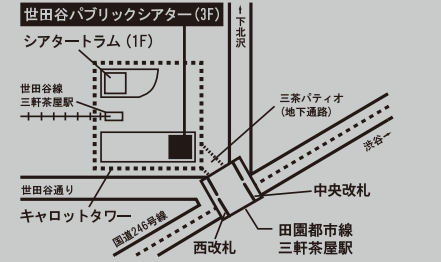 世田谷パブリックシアター(3F)
シアタートラム(1F)
↑下北沢
世田谷線
三軒茶屋駅
三茶パティオ
(地下通路)
渋谷→
世田谷通り
キャロットタワー
国道246号線
中央改札
西改札
田園都市線
三軒茶屋駅